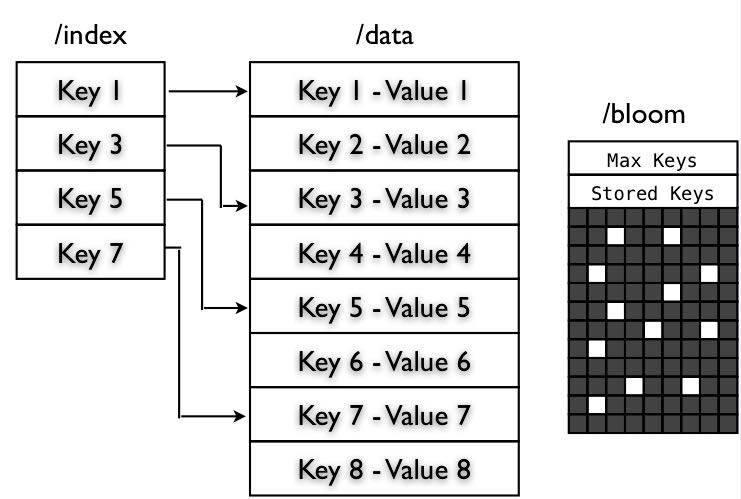 /index
Key 1
Key 3
Key 5
Key 7
/data
Key 1 - Value 1
Key 2 - Value 2
Key 3 - Value 3
Key 4 - Value 4
Key 5 - Value 5
Key 6 - Value 6
Key 7 - Value 7
Key 8 - Value 8
/bloom
Max Keys
Stored Keys